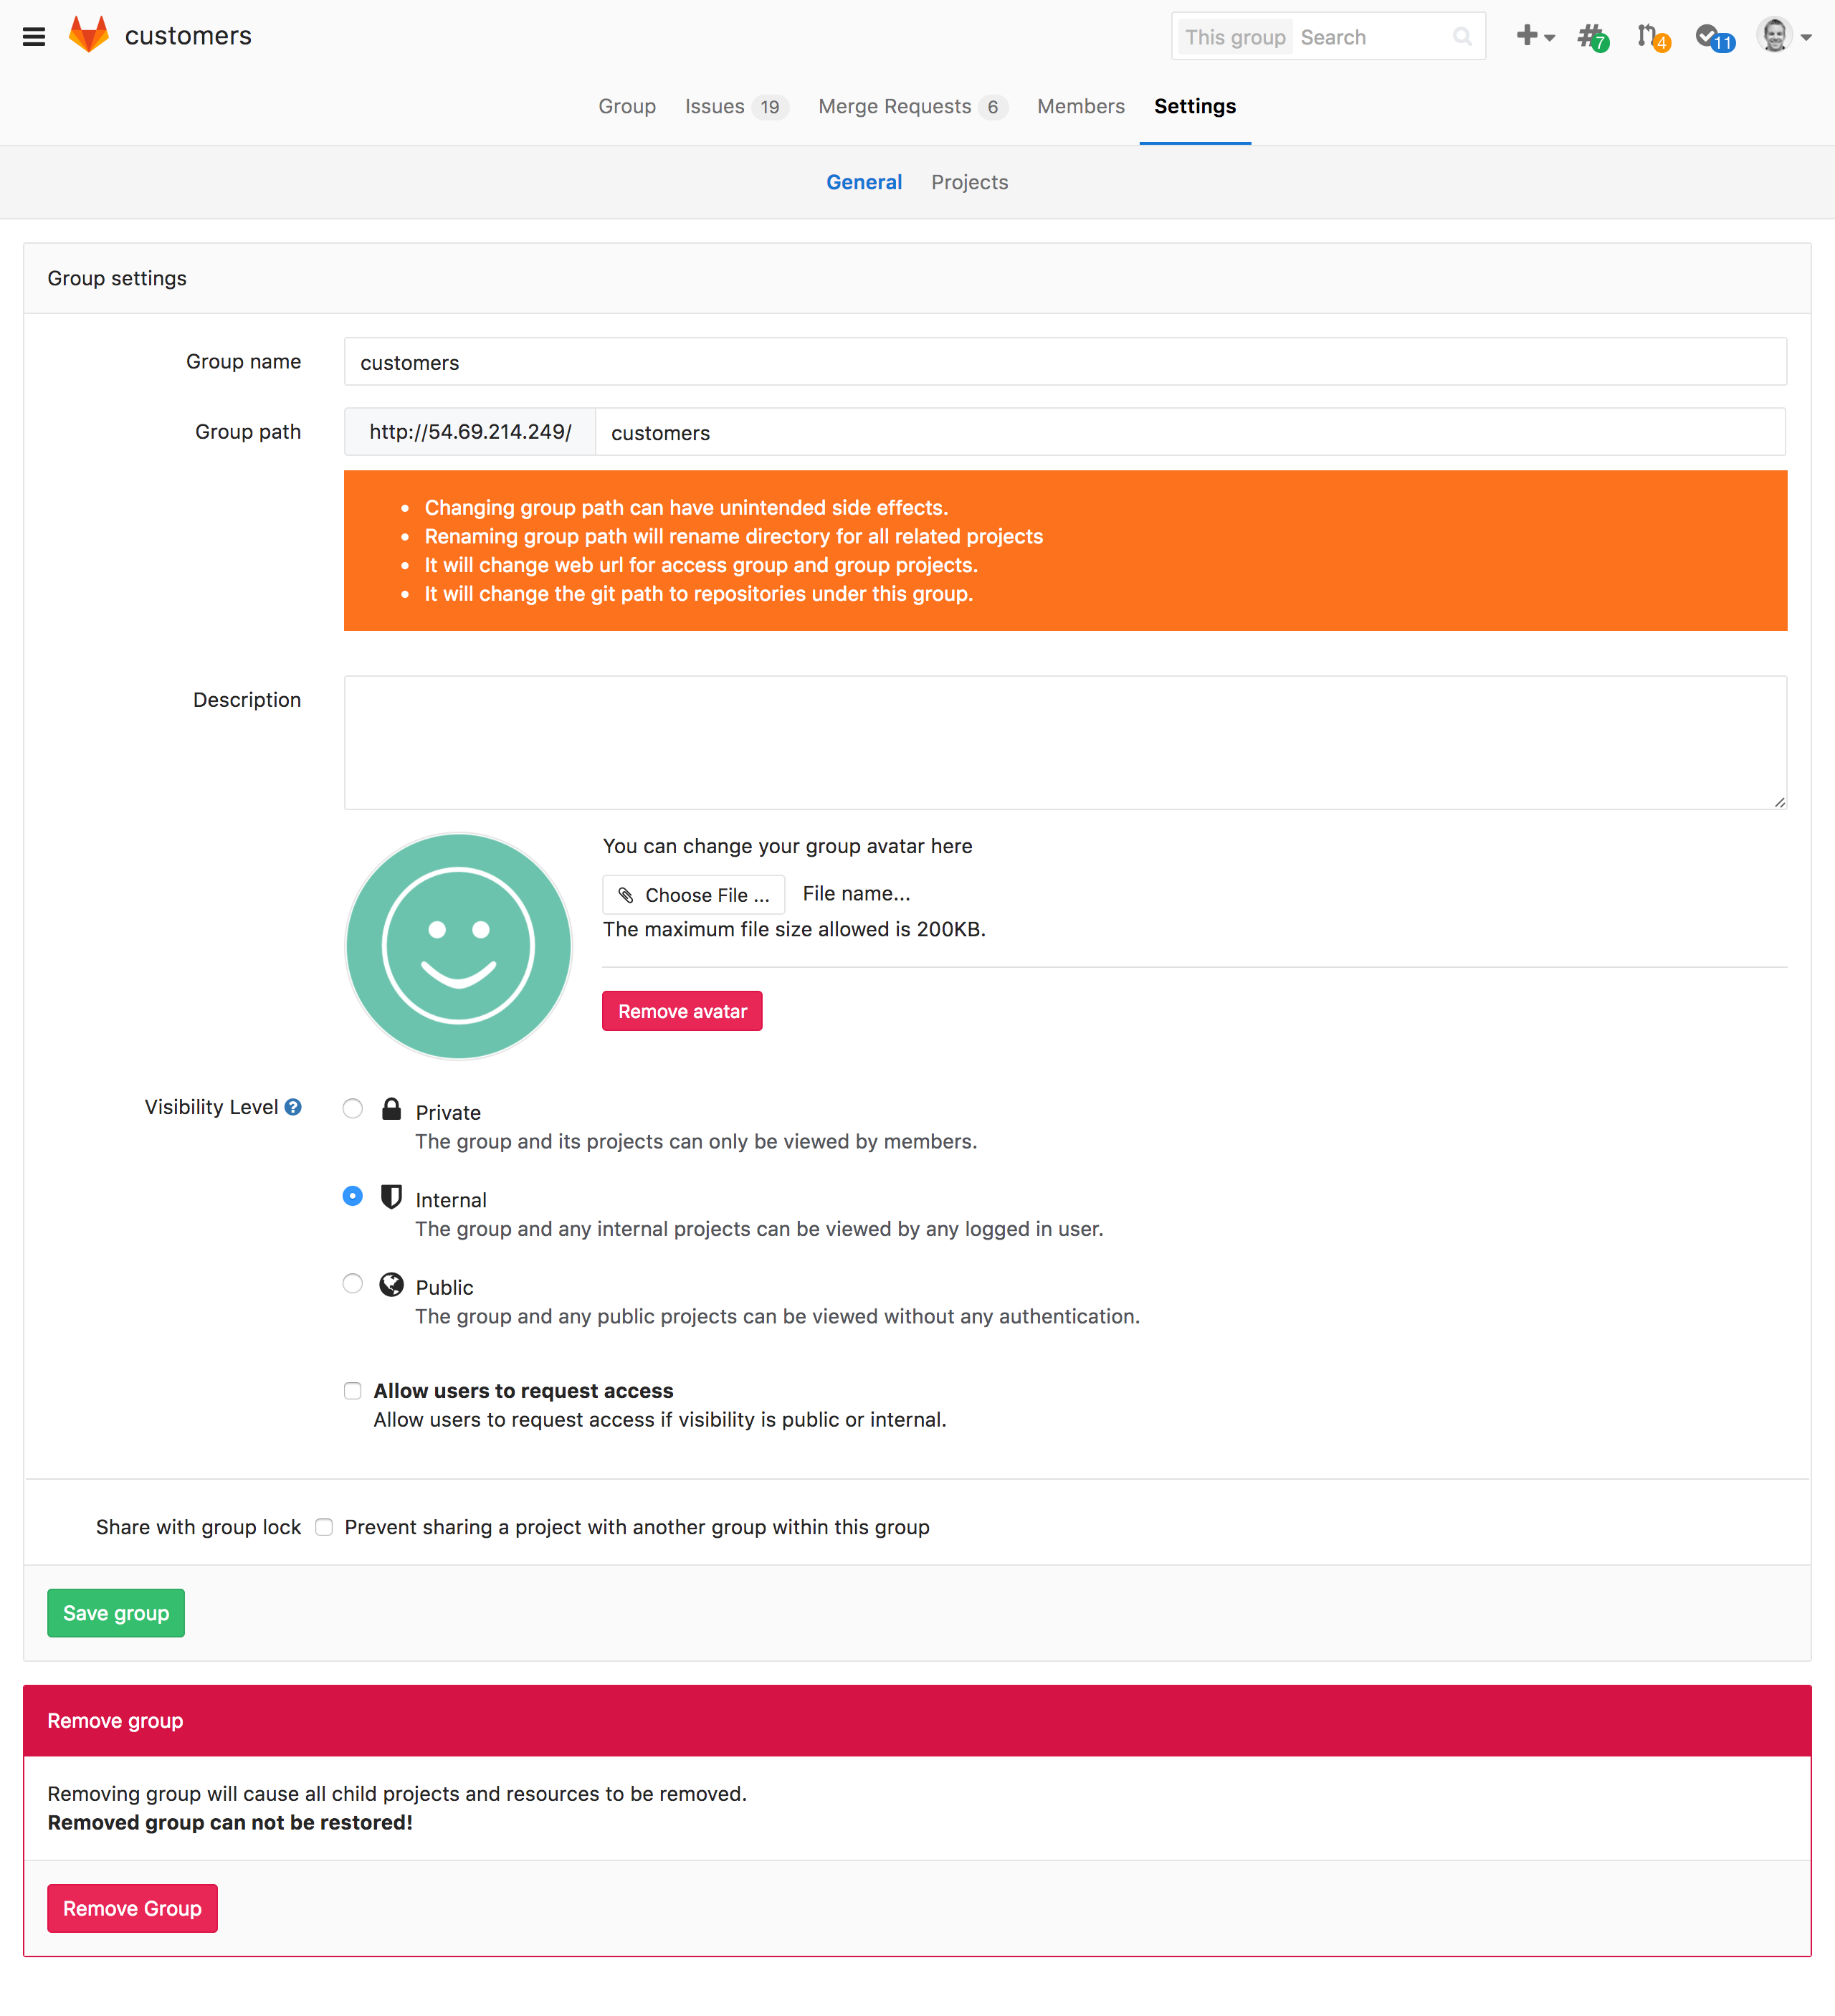 customers
This group Search
7
4
11
Group Issues 19 Merge Requests 6 Members Settings
General Projects
Group settings
Group name customers
Group path http://54.69.214.249/ customers
Changing group path can have unintended side effects.
Renaming group path will rename directory for all related projects
It will change web url for access group and group projects.
It will change the git path to repositories under this group.
Description
You can change your group avatar here
Choose File ... File name...
The maximum file size allowed is 200KB.
Remove avatar
Visibility Level ? Private
The group and its projects can only be viewed by members.
Internal
The group and any internal projects can be viewed by any logged in user.
Public
The group and any public projects can be viewed without any authentication.
Allow users to request access
Allow users to request access if visibility is public or internal.
Share with group lock Prevent sharing a project with another group within this group
Save group
Remove group
Removing group will cause all child projects and resources to be removed.
Removed group can not be restored!
Remove Group